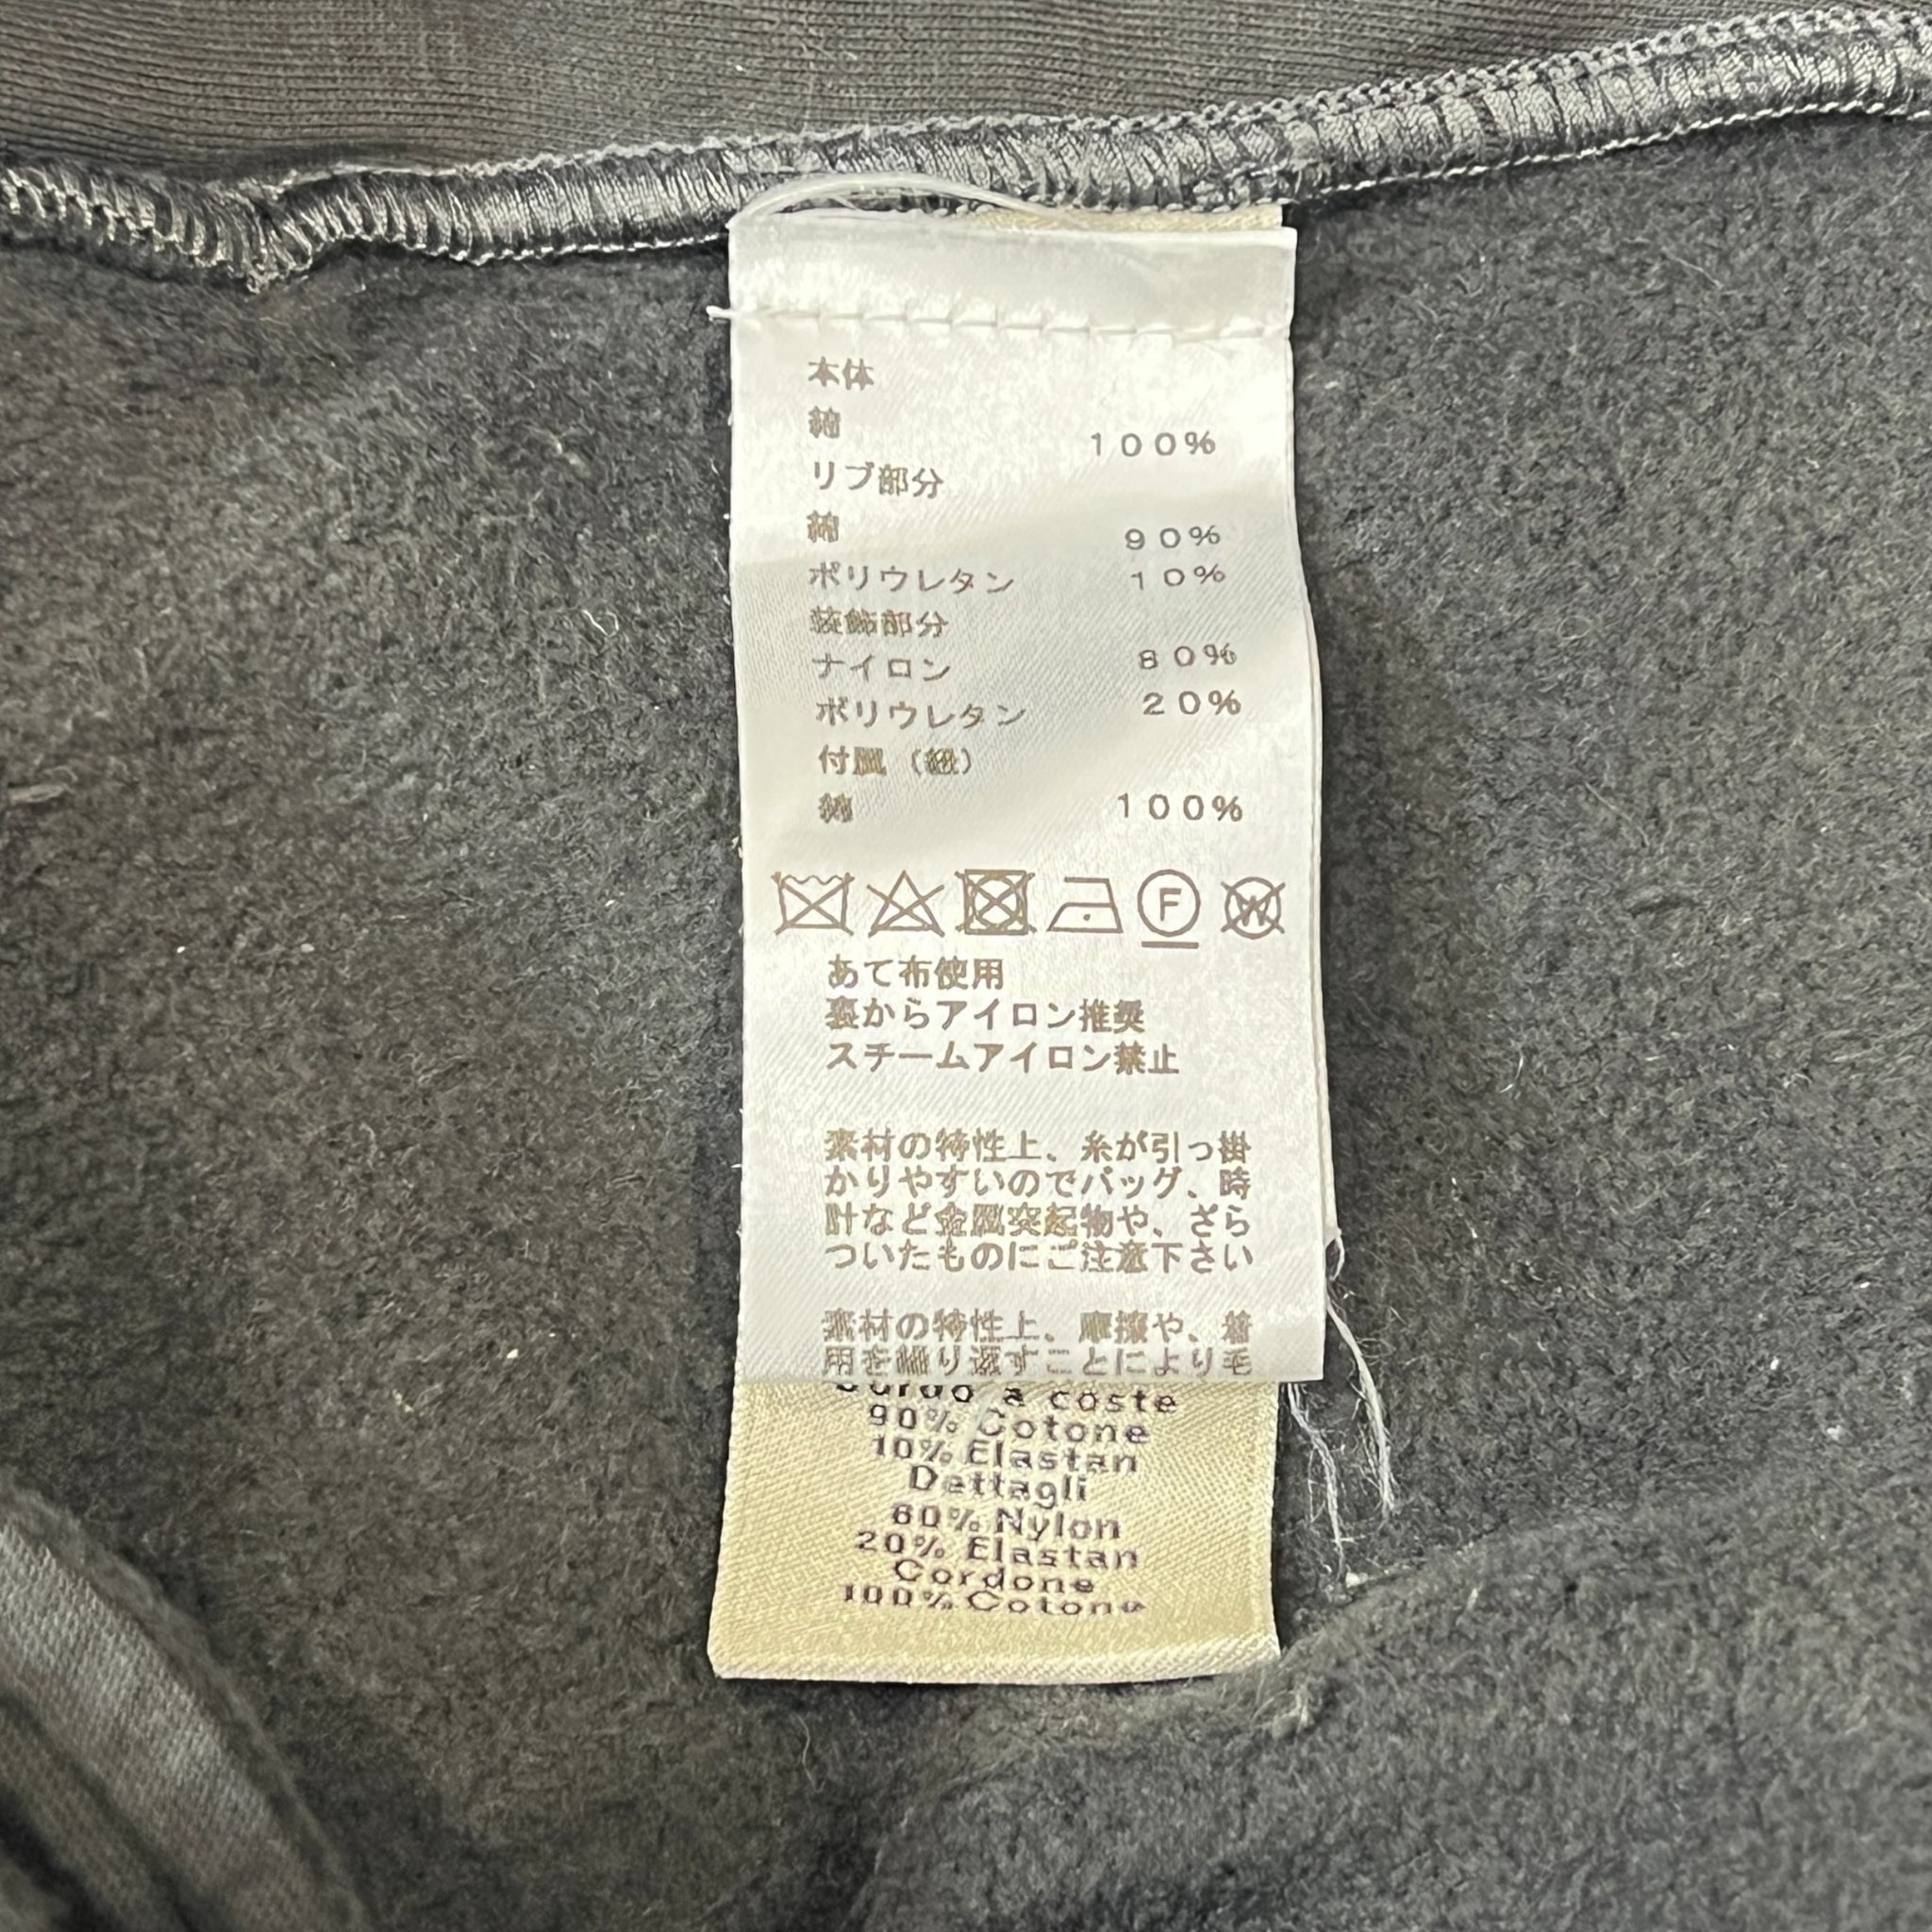 本体
綿 100%
リブ部分
綿 90%
ポリウレタン 10%
装飾部分
ナイロン 80%
ポリウレタン 20%
付属（紐）
綿 100%
F W
あて布使用
裏からアイロン推奨
スチームアイロン禁止
素材の特性上、糸が引っ掛
かりやすいのでバッグ、時
計など金属突起物や、ざら
ついたものにご注意下さい
素材の特性上、摩擦や、着
用を繰り返すことにより毛
a coste
90% Cotone
10% Elastan
Dettagli
80% Nylon
20% Elastan
Cordone
100% Cotone